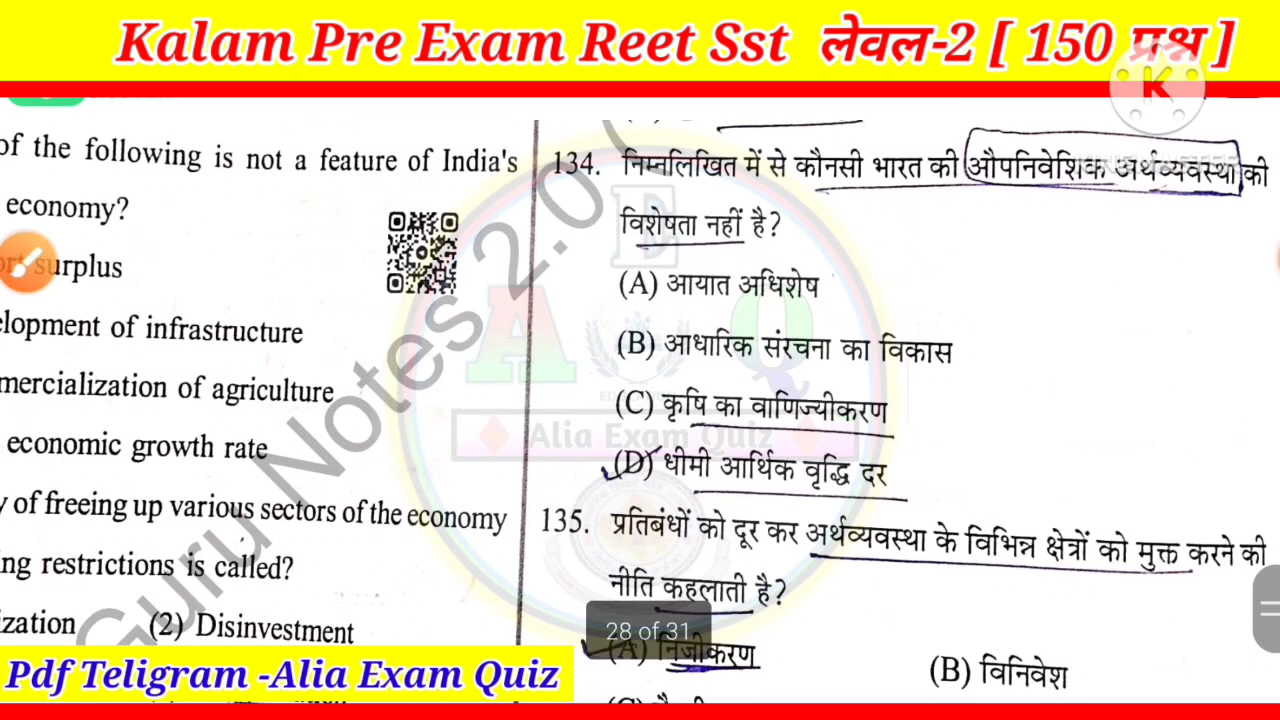 Kalam Pre Exam Reet Sst लेवल-2 [ 150 प्रश्न ]
K
of the following is not a feature of India's
economy?
surplus
elopment of infrastructure
mercialization of agriculture
economic growth rate
y of freeing up various sectors of the economy
ng restrictions is called?
ization (2) Disinvestment
134. निम्नलिखित में से कौनसी भारत की औपनिवेशिक अर्थव्यवस्था की
विशेषता नहीं है?
(A) आयात अधिशेष
(B) आधारिक संरचना का विकास
(C) कृषि का वाणिज्यीकरण
(D) धीमी आर्थिक वृद्धि दर
135. प्रतिबंधों को दूर कर अर्थव्यवस्था के विभिन्न क्षेत्रों को मुक्त करने की
नीति कहलाती है?
(A) निजीकरण (B) विनिवेश
28 of 31
Guru Notes 2.0
A E Q
Alia Exam Quiz
Pdf Teligram -Alia Exam Quiz